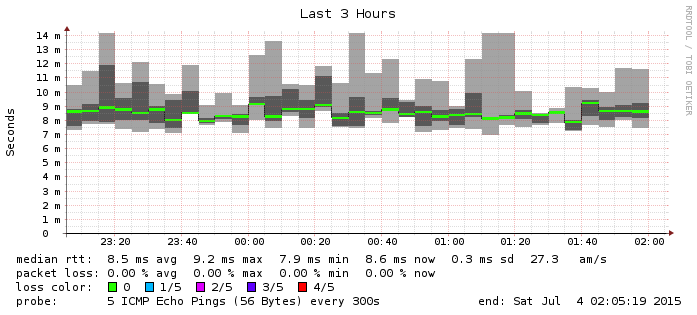 Last 3 Hours
RRDTOOL / TOBI OETIKER
Seconds
14 m
13 m
12 m
11 m
10 m
9 m
8 m
7 m
6 m
5 m
4 m
3 m
2 m
1 m
0
23:20 23:40 00:00 00:20 00:40 01:00 01:20 01:40 02:00
median rtt: 8.5 ms avg 9.2 ms max 7.9 ms min 8.6 ms now 0.3 ms sd 27.3 am/s
packet loss: 0.00 % avg 0.00 % max 0.00 % min 0.00 % now
loss color: 0 1/5 2/5 3/5 4/5
probe: 5 ICMP Echo Pings (56 Bytes) every 300s end: Sat Jul 4 02:05:19 2015